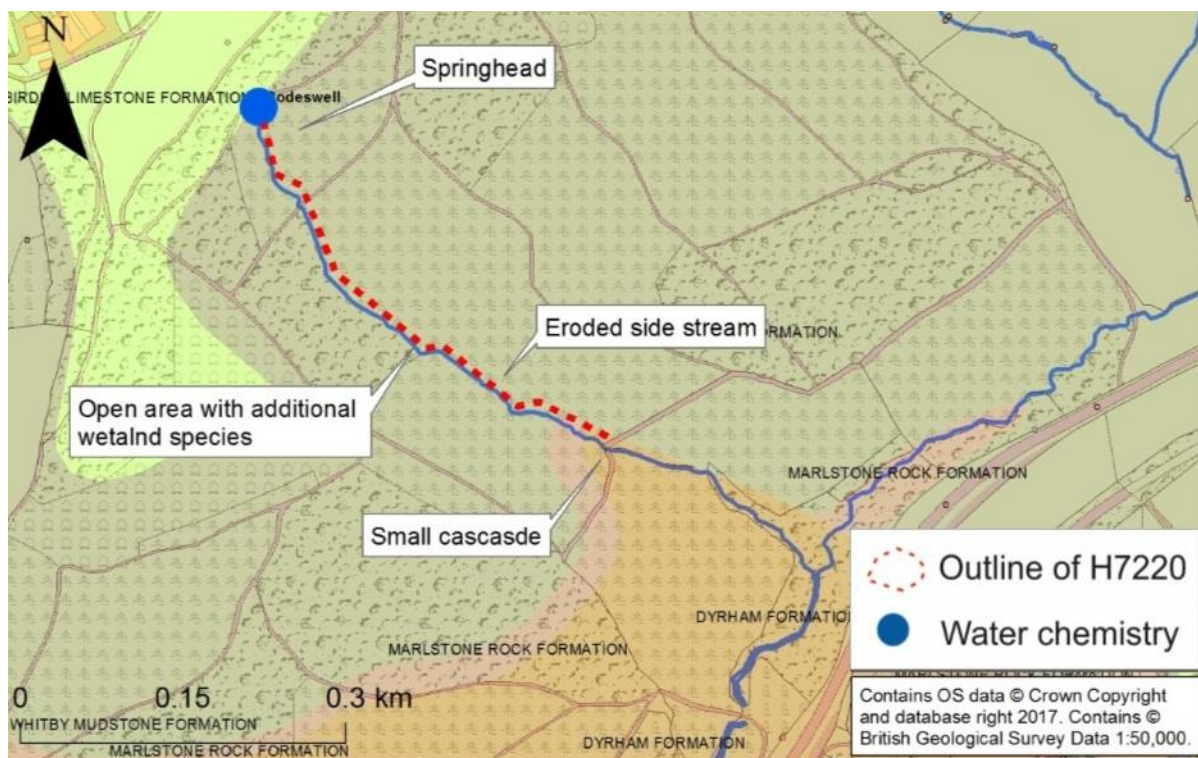 N
Springhead
BIRD LIMESTONE FORMATION
odeswell
Eroded side stream
RMATION
Open area with additional
wetalnd species
MARLSTONE ROCK FORMATION
Small cascasde
Outline of H7220
DYRHAM FORMATIO
Water chemistry
MARLSTONE ROCK FORMATION
0 0.15 0.3 km
Contains OS data © Crown Copyright
and database right 2017. Contains ©
British Geological Survey Data 1:50,000.
WHITBY MUDSTONE FORMATION
MARLSTONE ROCK FORMATION
DYRHAM FORMATION